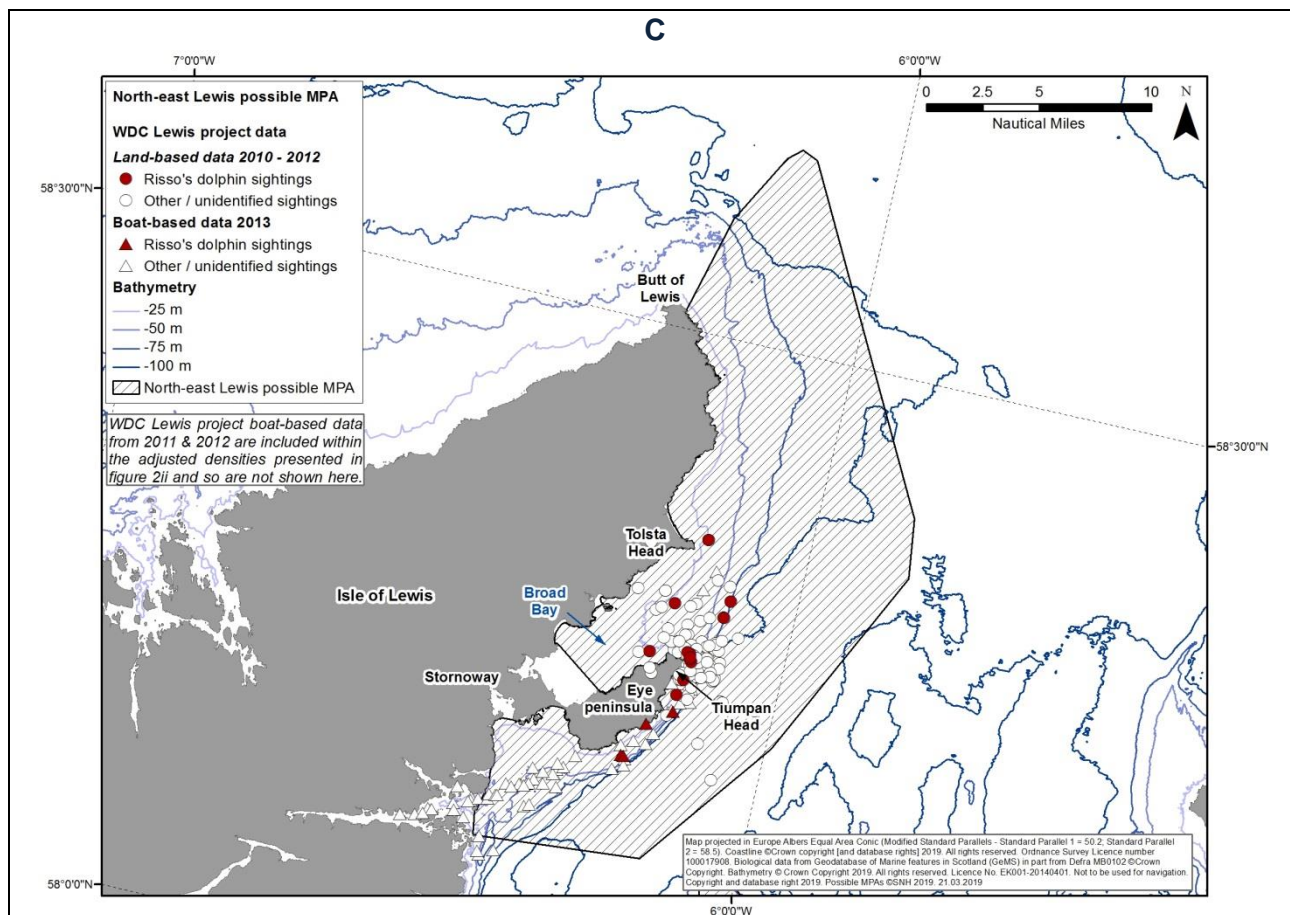 C
7°0'0"W
6°0'0"W
North-east Lewis possible MPA
WDC Lewis project data
Land-based data 2010 - 2012
Risso's dolphin sightings
Other / unidentified sightings
Boat-based data 2013
Risso's dolphin sightings
Other / unidentified sightings
Bathymetry
-25 m
-50 m
-75 m
-100 m
North-east Lewis possible MPA
WDC Lewis project boat-based data
from 2011 & 2012 are included within
the adjusted densities presented in
figure 2ii and so are not shown here.
0 2.5 5 10
Nautical Miles
N
58°30'0"N
Butt of
Lewis
58°30'0"N
Tolsta
Head
Isle of Lewis
Broad
Bay
Stornoway
Eye
peninsula
Tiumpan
Head
Map projected in Europe Albers Equal Area Conic (Modified Standard Parallels - Standard Parallel 1 = 50.2; Standard Parallel
2 = 58.5). Coastline ©Crown copyright [and database rights] 2019. All rights reserved. Ordnance Survey Licence number
100017908. Biological data from Geodatabase of Marine features in Scotland (GeMS) in part from Defra MB0102 ©Crown
Copyright. Bathymetry © Crown Copyright 2019. All rights reserved. Licence No. EK001-20140401. Not to be used for navigation.
Copyright and database right 2019. Possible MPAs ©SNH 2019. 21.03.2019
58°0'0"N
6°0'0"W